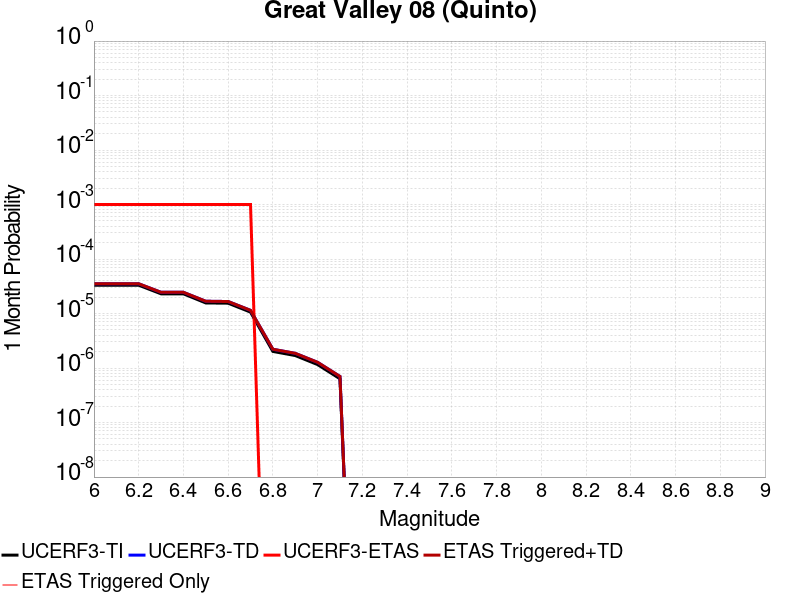 Great Valley 08 (Quinto)
10^0
10^-1
10^-2
10^-3
10^-4
10^-5
10^-6
10^-7
10^-8
1 Month Probability
6 6.2 6.4 6.6 6.8 7 7.2 7.4 7.6 7.8 8 8.2 8.4 8.6 8.8 9
Magnitude
UCERF3-TI UCERF3-TD UCERF3-ETAS ETAS Triggered+TD
ETAS Triggered Only